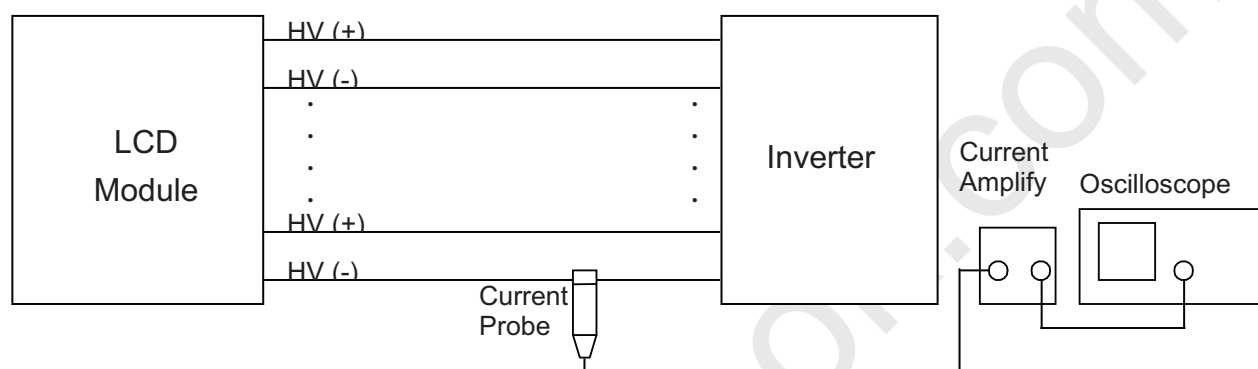 HV (+)
HV (-)
LCD
Module
Inverter
Current
Amplify
Oscilloscope
HV (+)
HV (-)
Current
Probe